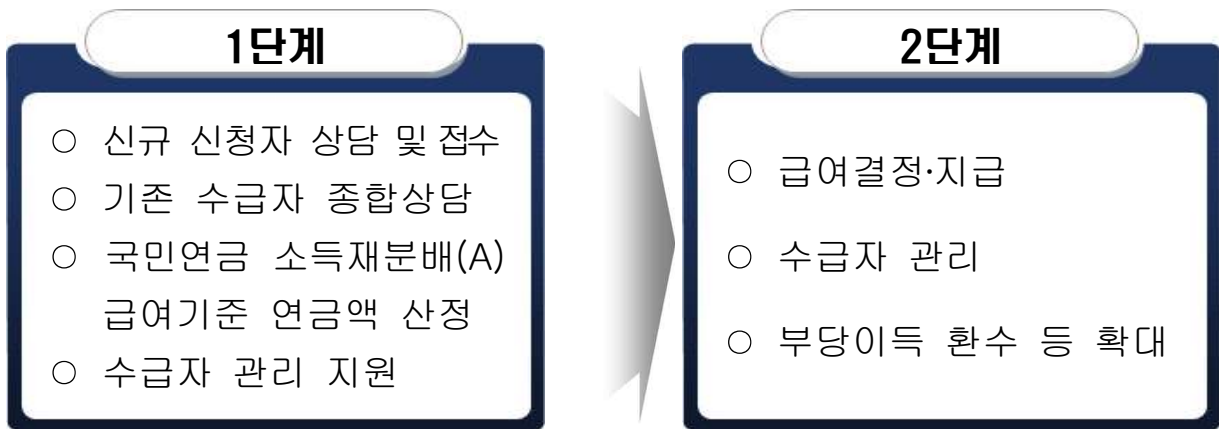 1단계
○ 신규 신청자 상담 및 접수
○ 기존 수급자 종합상담
○ 국민연금 소득재분배(A)
급여기준 연금액 산정
○ 수급자 관리 지원
2단계
○ 급여결정·지급
○ 수급자 관리
○ 부당이득 환수 등 확대